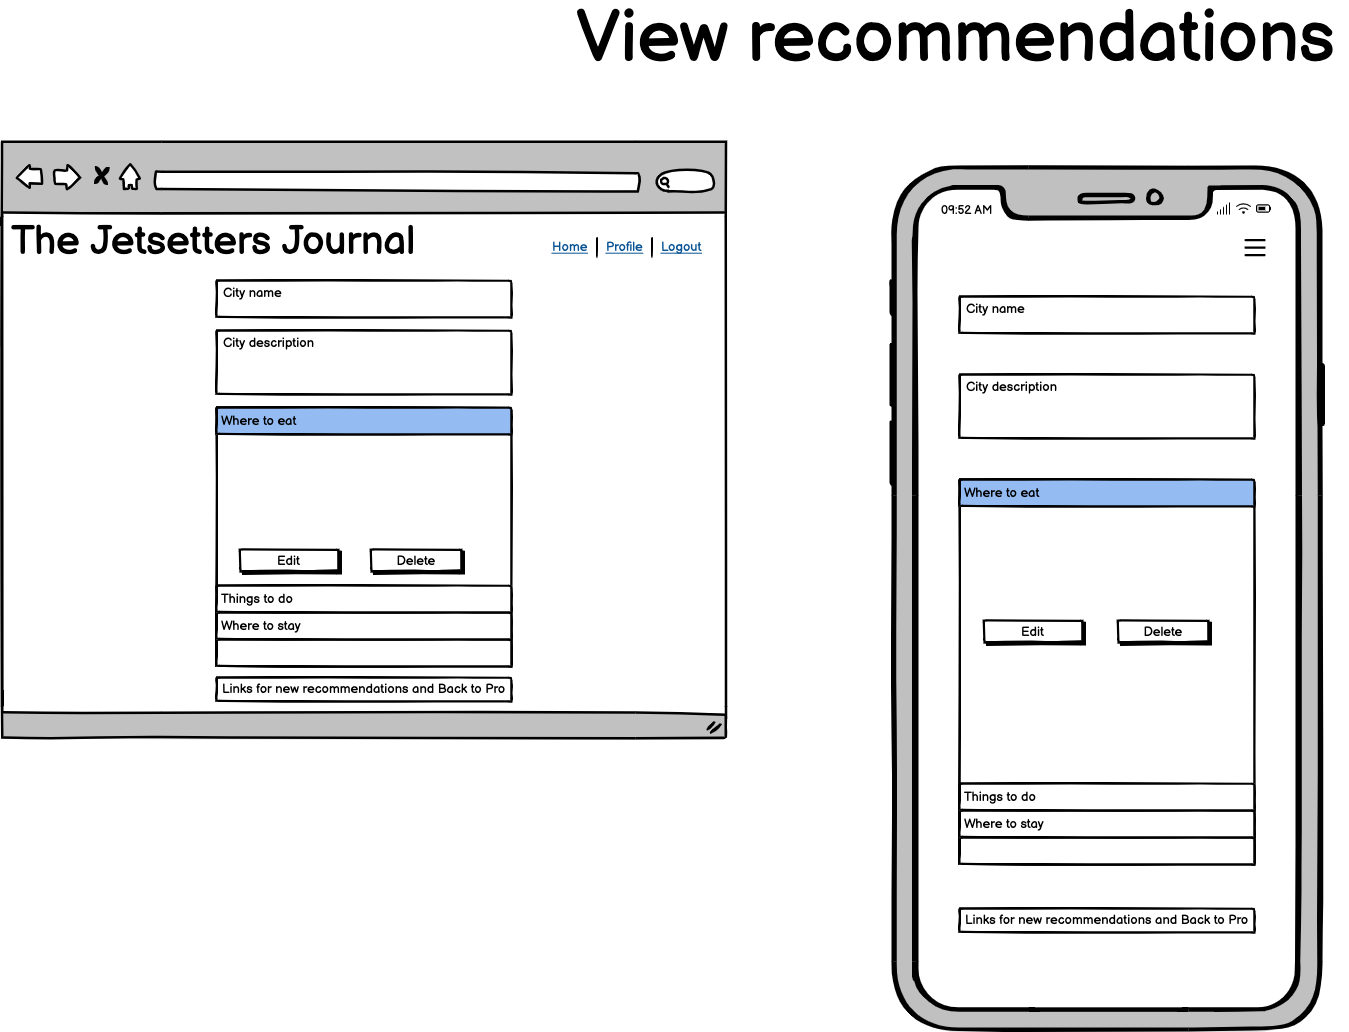 View recommendations
The Jetsetters Journal
Home | Profile | Logout
City name
City description
Where to eat
Edit Delete
Things to do
Where to stay
Links for new recommendations and Back to Pro
09:52 AM
City name
City description
Where to eat
Edit Delete
Things to do
Where to stay
Links for new recommendations and Back to Pro